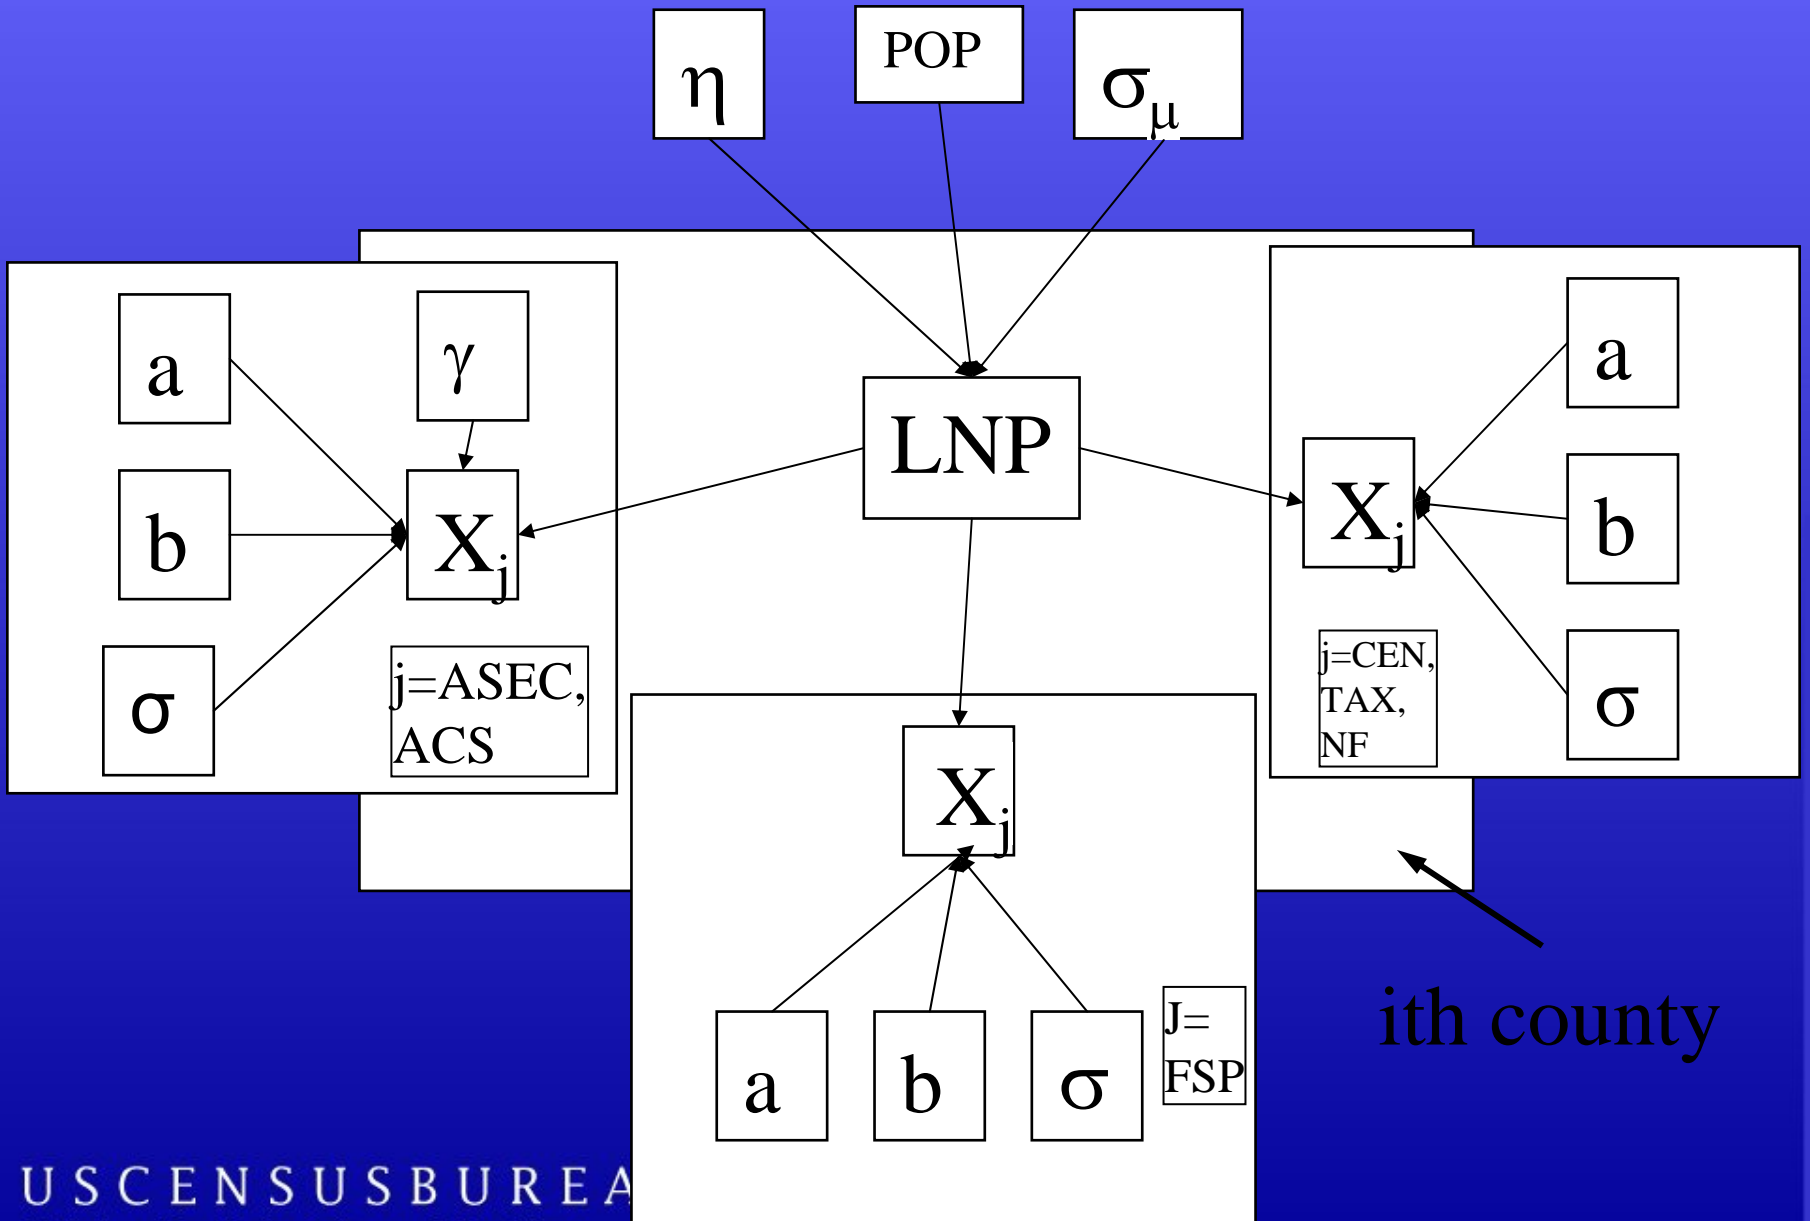 η
POP
σμ
a
γ
LNP
a
b
Xj
Xj
b
σ
j=ASEC,
ACS
j=CEN,
TAX,
NF
σ
Xj
a
b
σ
J=
FSP
ith county
USCENSUSBUREA